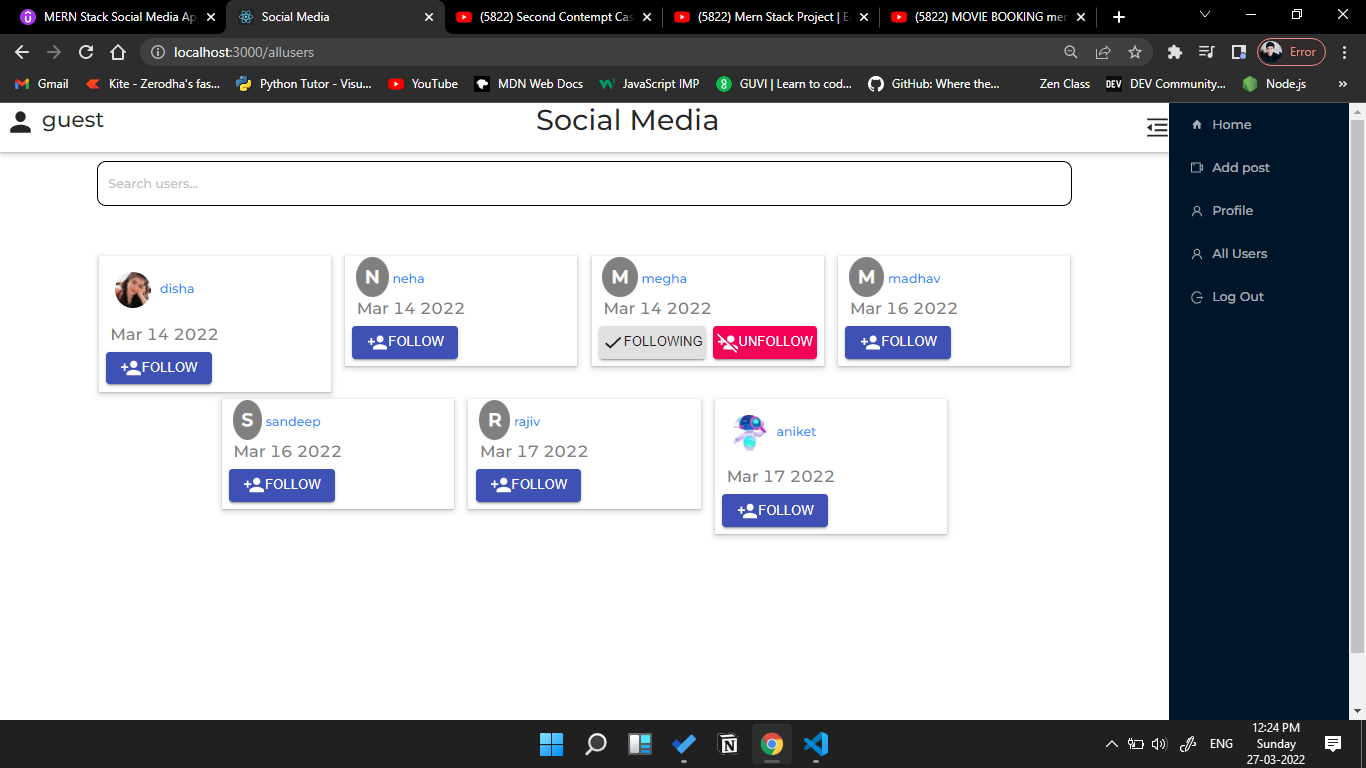 MERN Stack Social Media Ap
Social Media
(5822) Second Contempt Cas
(5822) Mern Stack Project | E
(5822) MOVIE BOOKING mer
localhost:3000/allusers
Error
Gmail
Kite - Zerodha's fas...
Python Tutor - Visu...
YouTube
MDN Web Docs
JavaScript IMP
GUVI | Learn to cod...
GitHub: Where the...
Zen Class
DEV
DEV Community...
Node.js
»
guest
Social Media
Home
Add post
Profile
All Users
Log Out
Search users...
disha
Mar 14 2022
FOLLOW
N neha
Mar 14 2022
FOLLOW
M megha
Mar 14 2022
FOLLOWING
UNFOLLOW
M madhav
Mar 16 2022
FOLLOW
S sandeep
Mar 16 2022
FOLLOW
R rajiv
Mar 17 2022
FOLLOW
aniket
Mar 17 2022
FOLLOW
ENG
12:24 PM
Sunday
27-03-2022